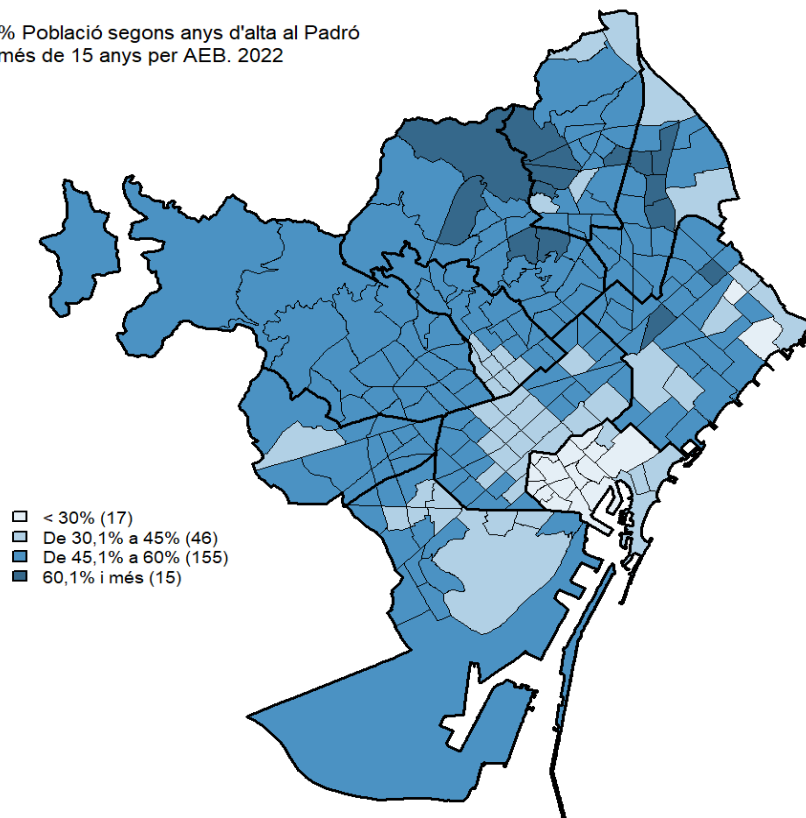 % Població segons anys d'alta al Padró
més de 15 anys per AEB. 2022
< 30% (17)
De 30,1% a 45% (46)
De 45,1% a 60% (155)
60,1% i més (15)